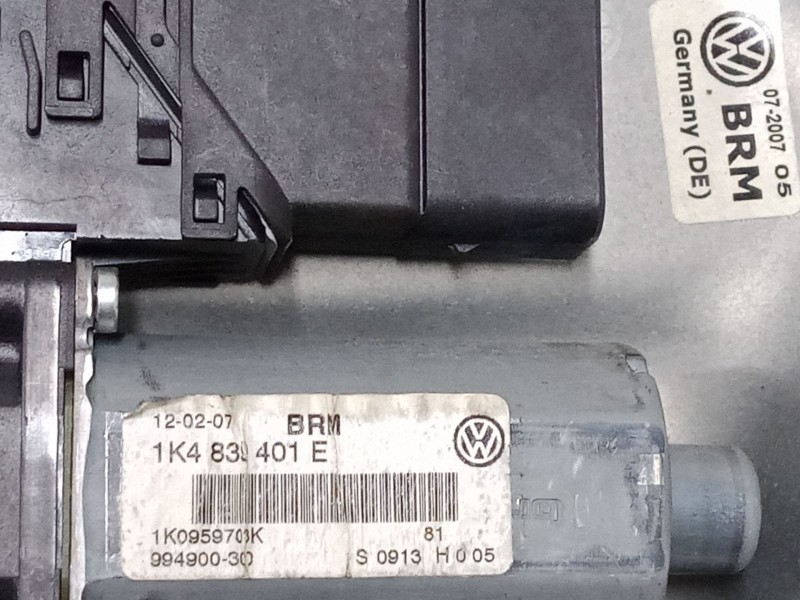 07-2007 05
BRM
Germany (DE)
12-02-07 BRM
1K4 839 401 E
1K0959703K 81
994900-30 S 0913 H 0 05